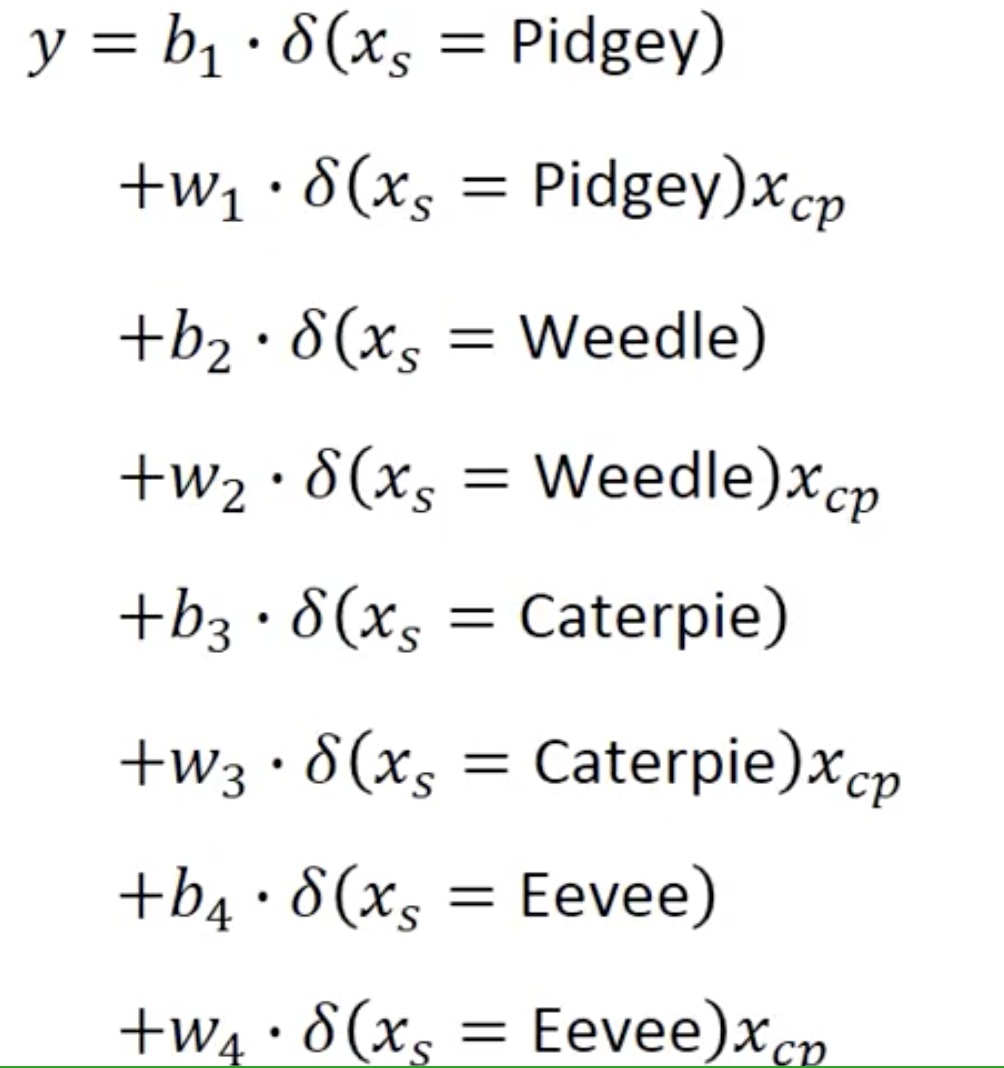 y = b₁ · δ(xₛ = Pidgey)
+w₁ · δ(xₛ = Pidgey)x_cp
+b₂ · δ(xₛ = Weedle)
+w₂ · δ(xₛ = Weedle)x_cp
+b₃ · δ(xₛ = Caterpie)
+w₃ · δ(xₛ = Caterpie)x_cp
+b₄ · δ(xₛ = Eevee)
+w₄ · δ(xₛ = Eevee)x_cp